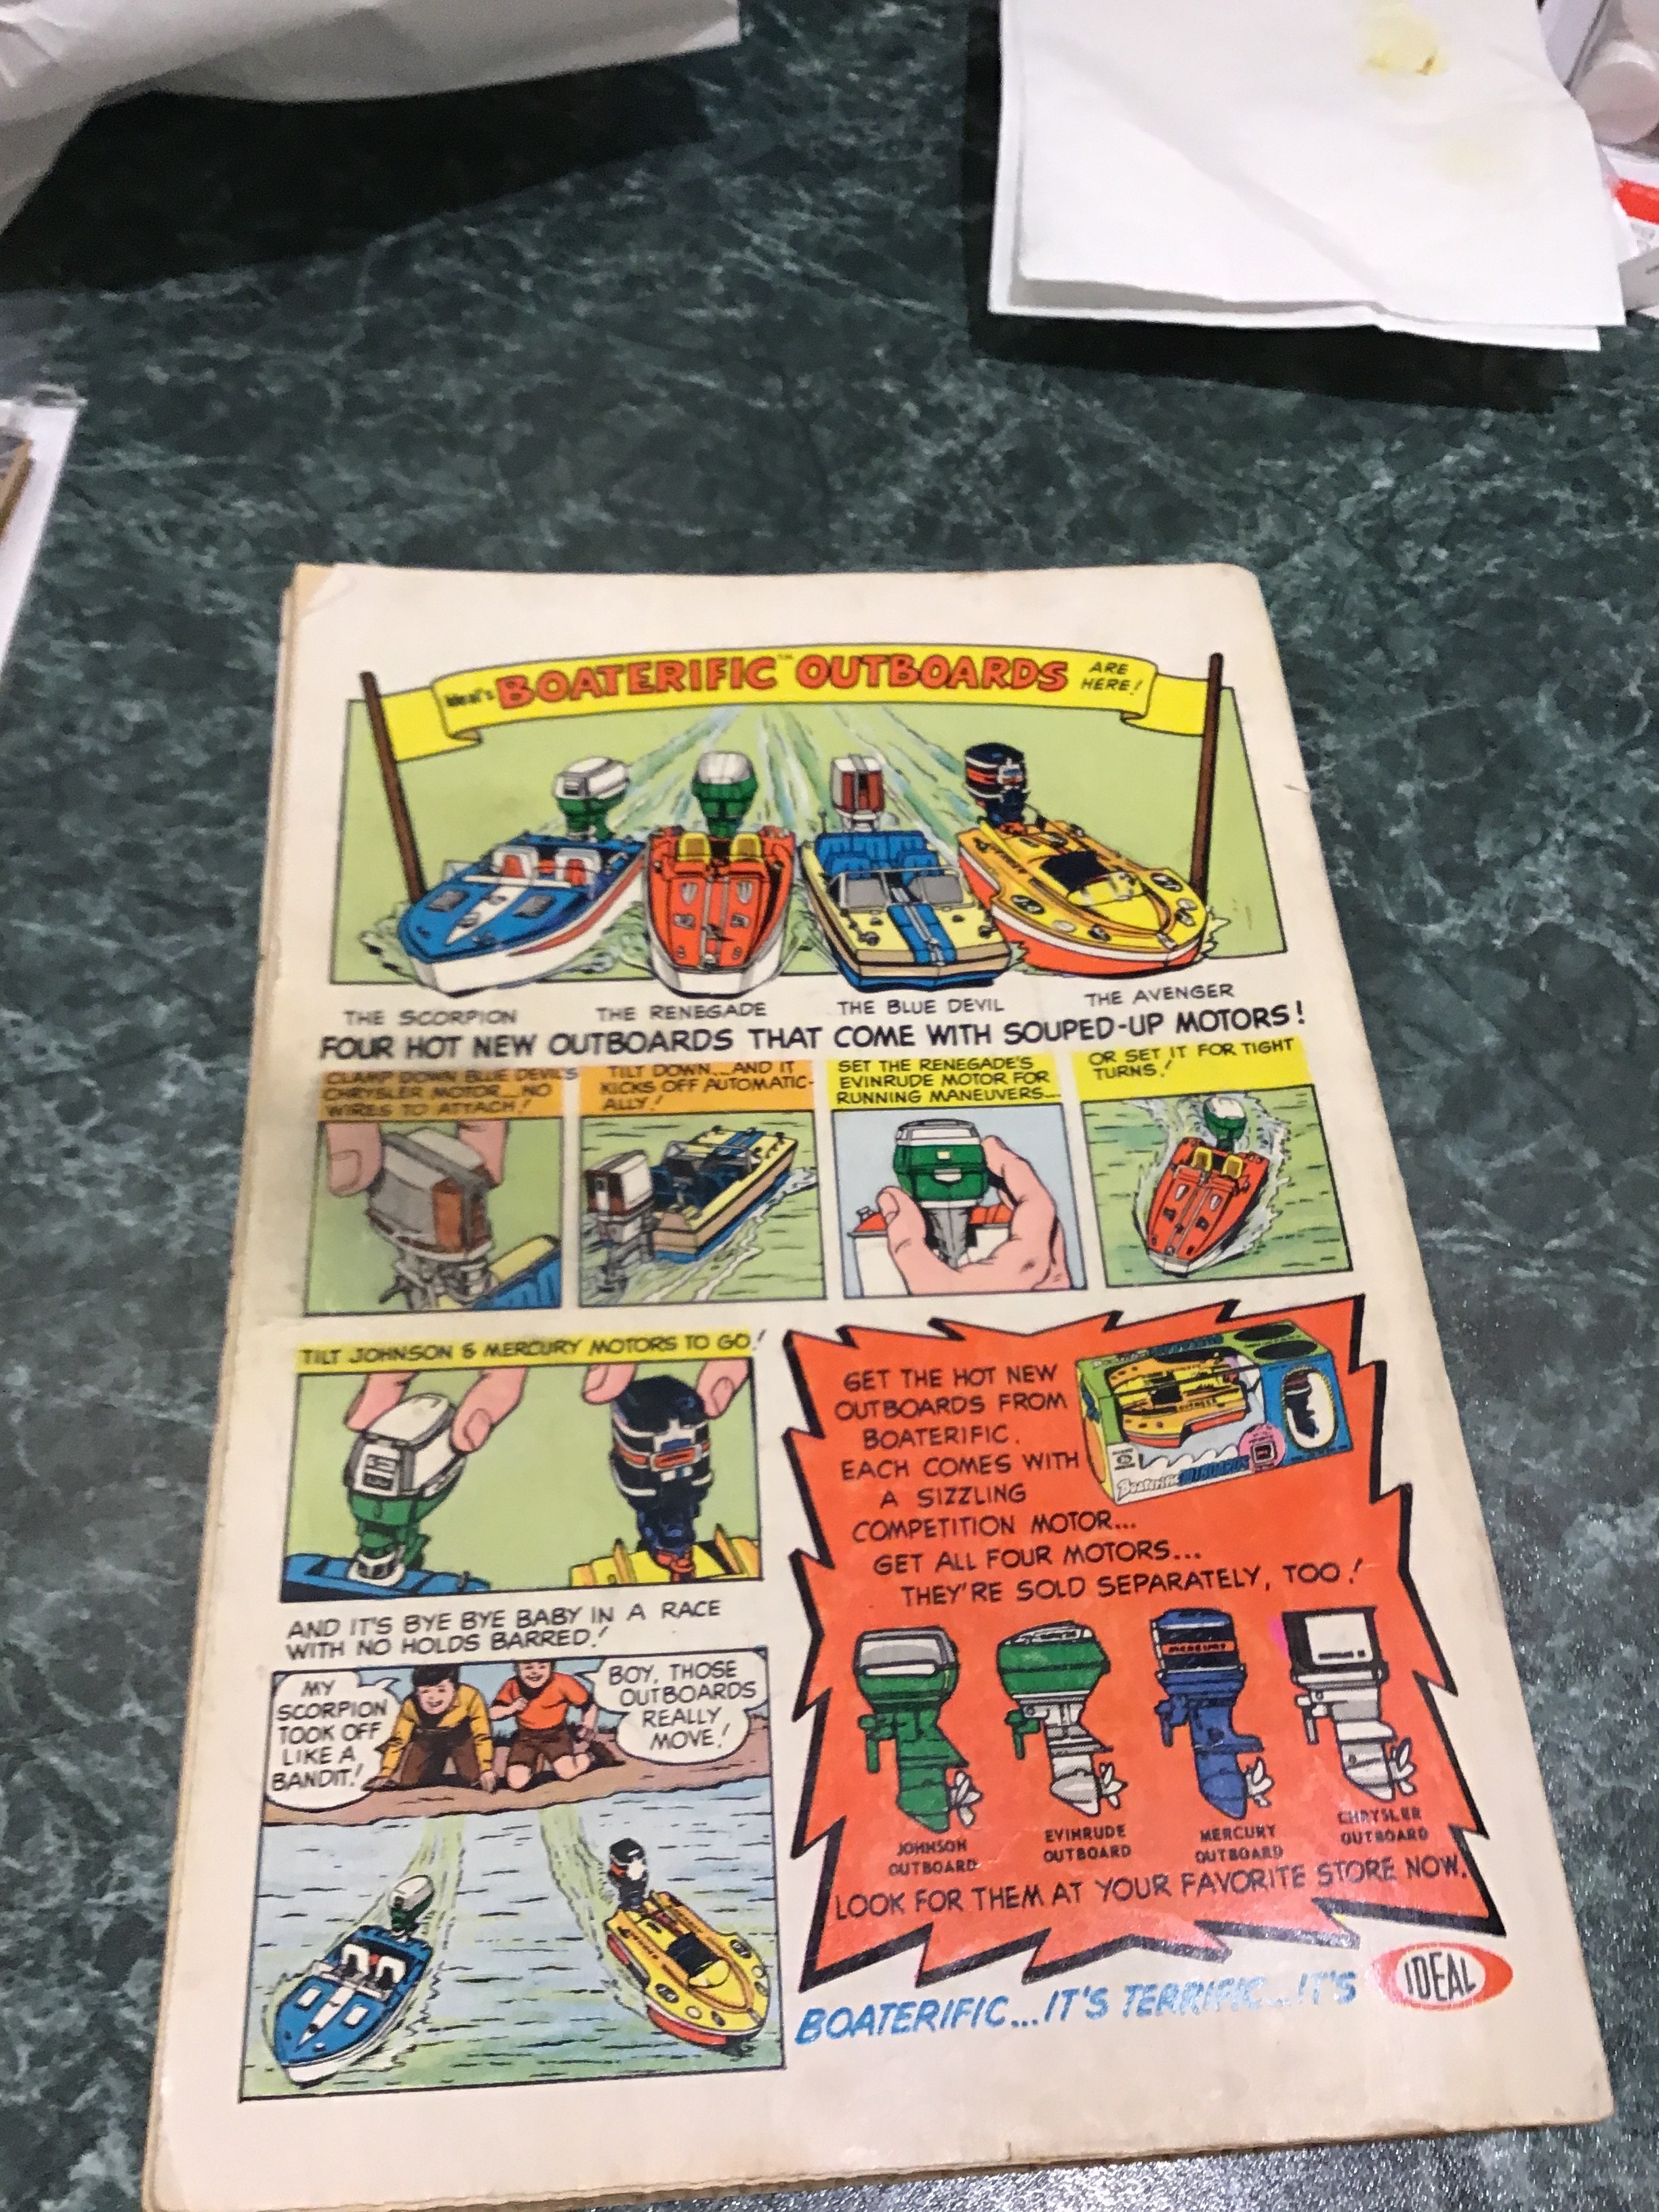 Ideal's BOATERIFIC™ OUTBOARDS ARE
HERE!
THE SCORPION
THE RENEGADE
THE BLUE DEVIL
THE AVENGER
FOUR HOT NEW OUTBOARDS THAT COME WITH SOUPED-UP MOTORS!
CLAMP DOWN BLUE DEVIL'S
CHRYSLER MOTOR...NO
WIRES TO ATTACH!
TILT DOWN...AND IT
KICKS OFF AUTOMATIC-
ALLY!
SET THE RENEGADE'S
EVINRUDE MOTOR FOR
RUNNING MANEUVERS...
OR SET IT FOR TIGHT
TURNS!
TILT JOHNSON & MERCURY MOTORS TO GO!
AND IT'S BYE BYE BABY IN A RACE
WITH NO HOLDS BARRED!
MY
SCORPION
TOOK OFF
LIKE A
BANDIT!
BOY, THOSE
OUTBOARDS
REALLY
MOVE!
GET THE HOT NEW
OUTBOARDS FROM
BOATERIFIC.
EACH COMES WITH
A SIZZLING
COMPETITION MOTOR...
GET ALL FOUR MOTORS...
THEY'RE SOLD SEPARATELY, TOO!
Boaterific OUTBOARDS
MERCURY
JOHNSON
OUTBOARD
EVINRUDE
OUTBOARD
MERCURY
OUTBOARD
CHRYSLER
OUTBOARD
LOOK FOR THEM AT YOUR FAVORITE STORE NOW.
BOATERIFIC...IT'S TERRIFIC...IT'S
IDEAL